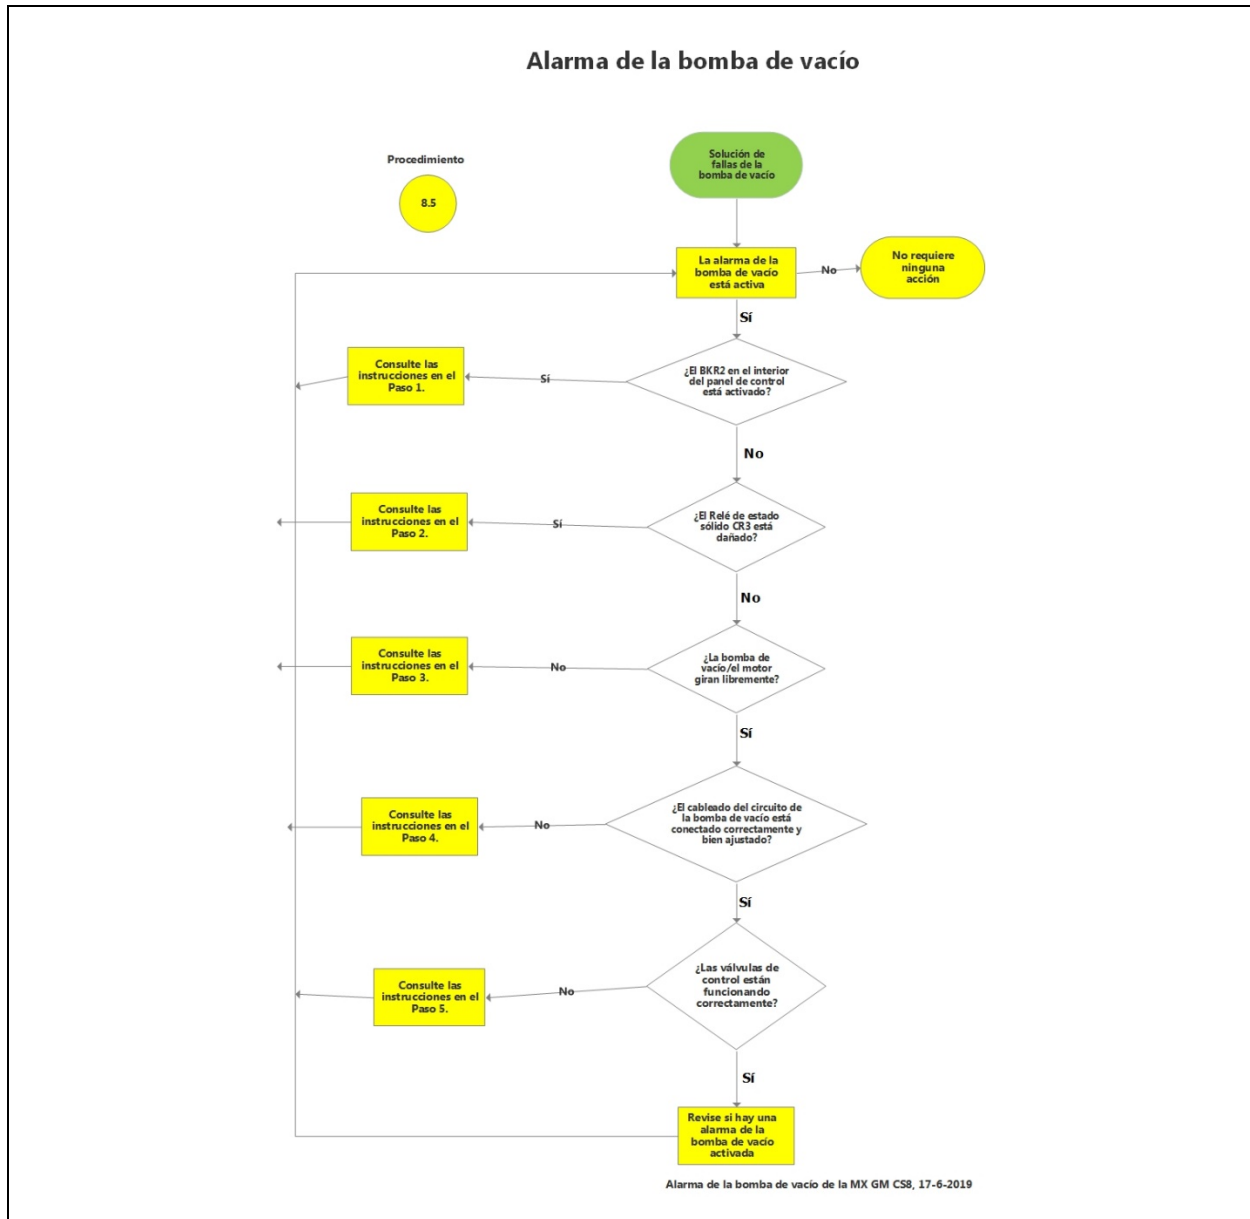 Alarma de la bomba de vacío
Procedimiento
8.5
Solución de
fallas de la
bomba de vacío
La alarma de la
bomba de vacío
está activa
No
No requiere
ninguna
acción
Sí
¿El BKR2 en el interior
del panel de control
está activado?
Sí
Consulte las
instrucciones en el
Paso 1.
No
¿El Relé de estado
sólido CR3 está
dañado?
Sí
Consulte las
instrucciones en el
Paso 2.
No
¿La bomba de
vacío/el motor
giran libremente?
No
Consulte las
instrucciones en el
Paso 3.
Sí
¿El cableado del circuito de
la bomba de vacío está
conectado correctamente y
bien ajustado?
No
Consulte las
instrucciones en el
Paso 4.
Sí
¿Las válvulas de
control están
funcionando
correctamente?
No
Consulte las
instrucciones en el
Paso 5.
Sí
Revise si hay una
alarma de la
bomba de vacío
activada
Alarma de la bomba de vacío de la MX GM CS8, 17-6-2019